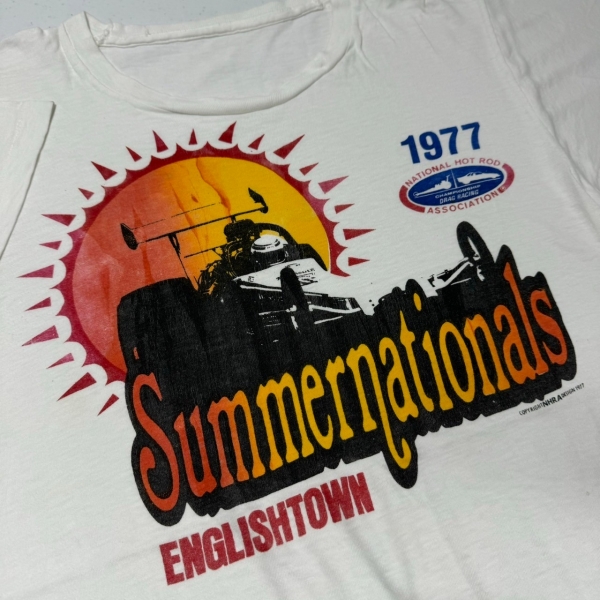 1977
NATIONAL HOT ROD
CHAMPIONSHIP
DRAG RACING
ASSOCIATION
Summernationals
COPYRIGHT NHRA DESIGN 1977
ENGLISHTOWN